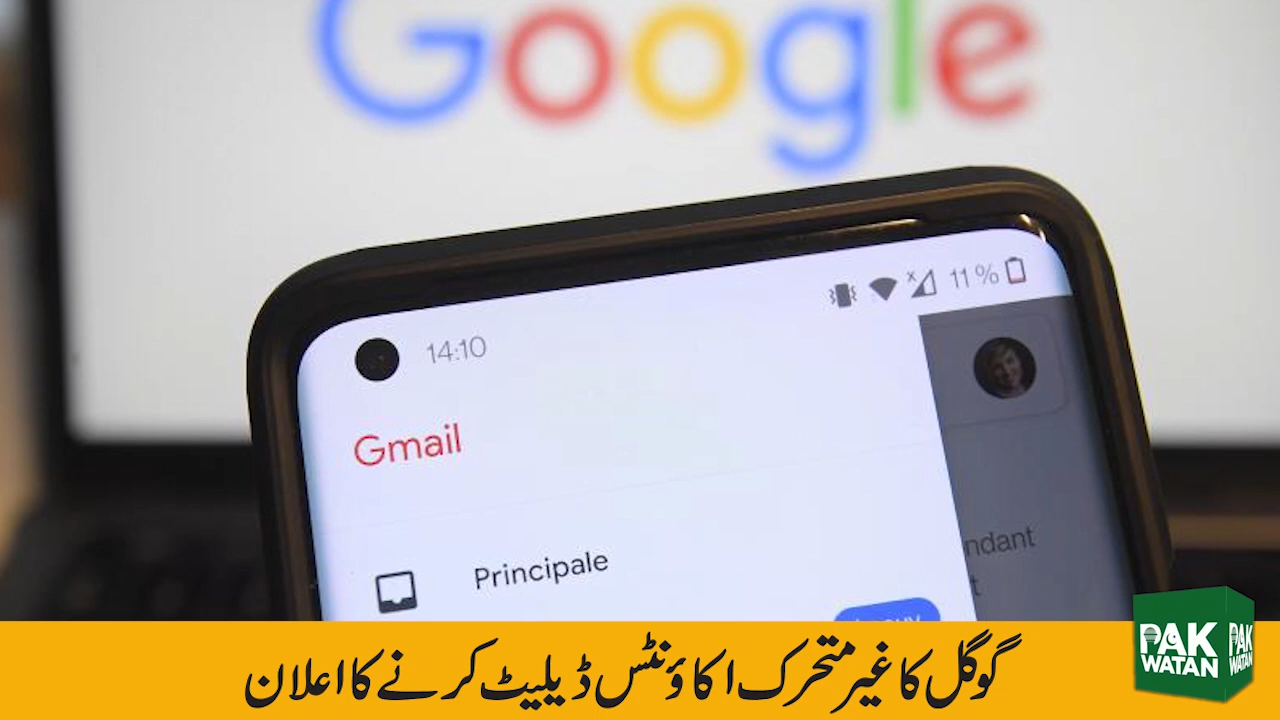 Google
11 %
14:10
Gmail
Principale
ndant
t
گوگل کا غیر متحرک اکاؤنٹس ڈیلیٹ کرنے کا اعلان
PAK
WATAN
PAK
WATAN